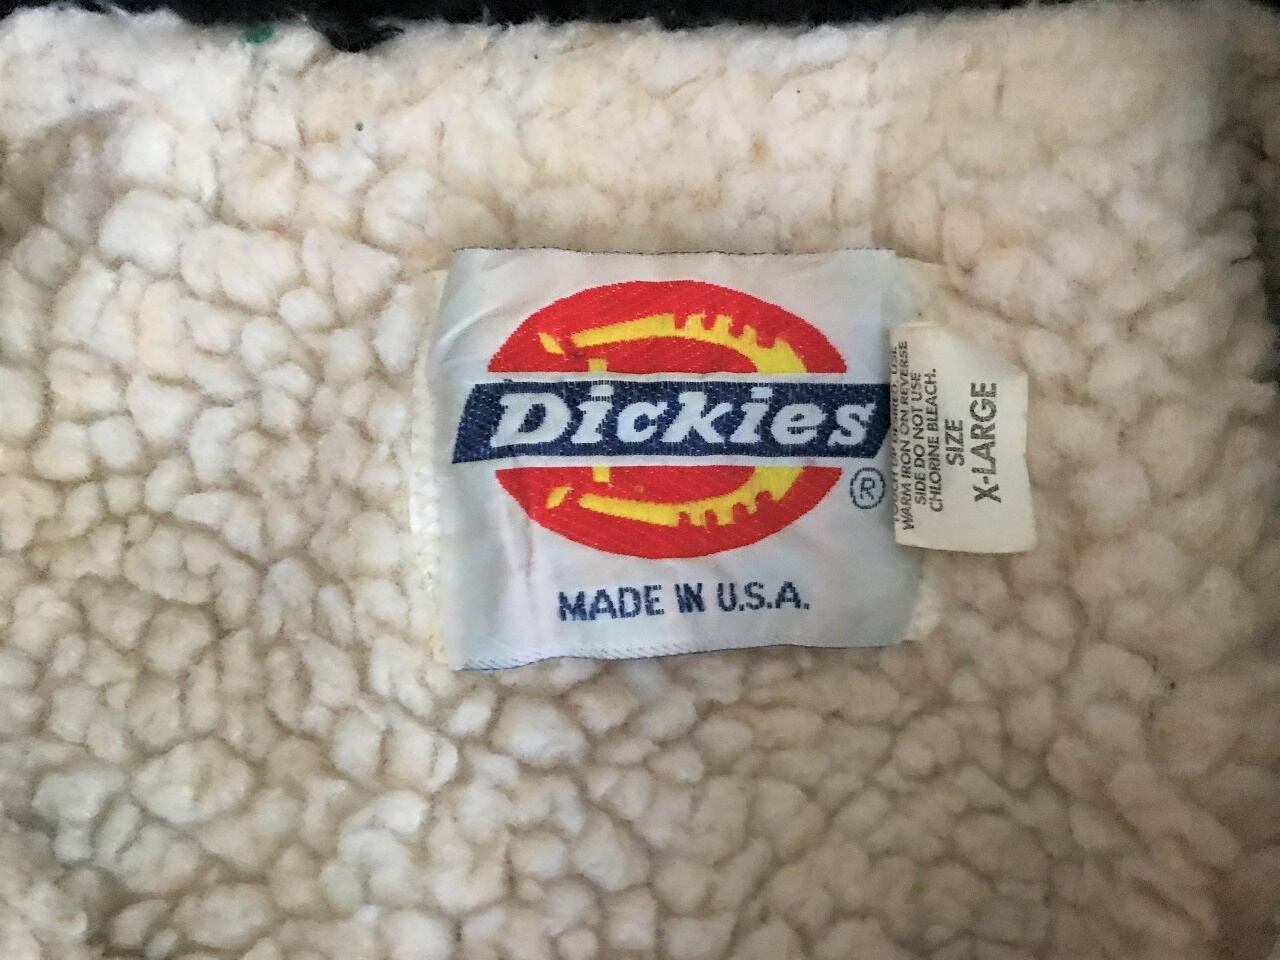 Dickies
®
MADE IN U.S.A.
WARM IRON ON REVERSE
SIDE DO NOT USE
CHLORINE BLEACH.
SIZE
X-LARGE